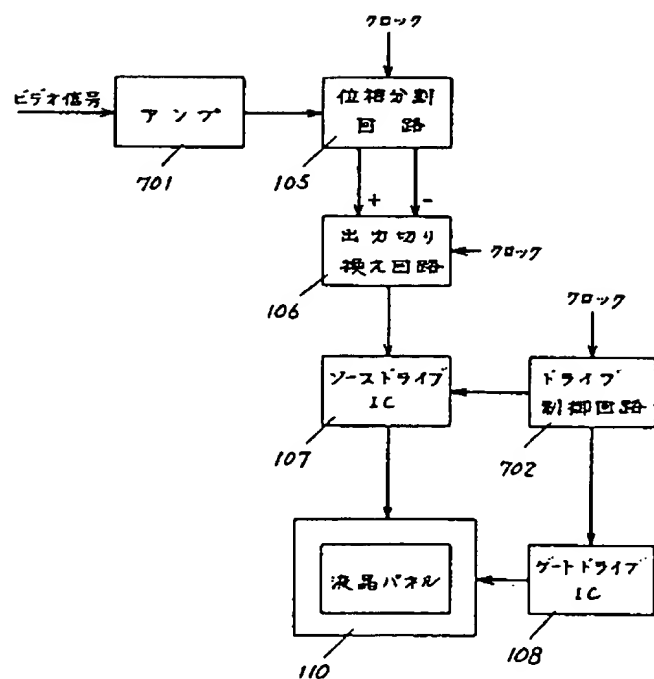 クロック
ビデオ信号
アンプ
位相分割
回路
701
105
+
-
出力切り
換え回路
クロック
106
クロック
ソースドライブ
IC
ドライブ
制御回路
107
702
液晶パネル
ゲートドライブ
IC
110
108